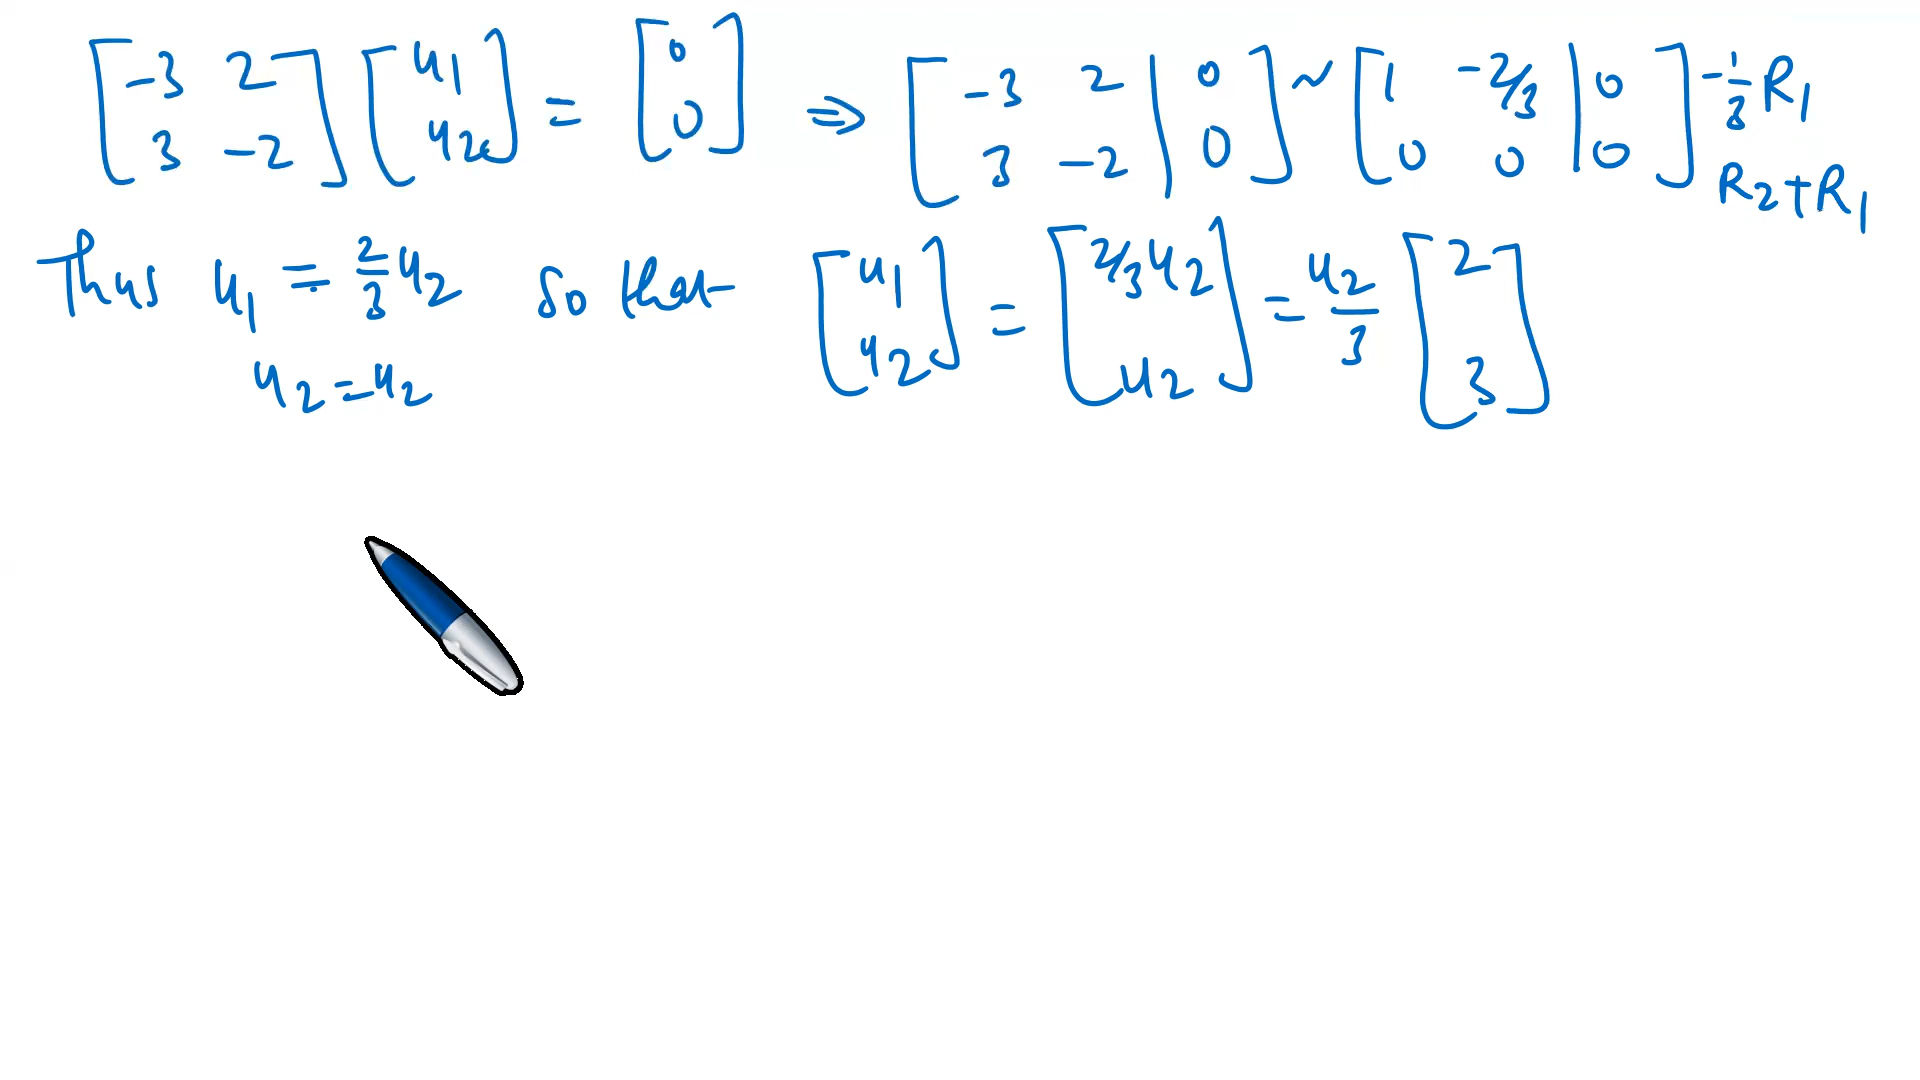 [-3 2; 3 -2] [u1; u2] = [0; 0] ⇒ [-3 2 | 0; 3 -2 | 0] ~ [1 -2/3 | 0; 0 0 | 0] -1/3 R1; R2+R1
Thus u1 = 2/3 u2 so that [u1; u2] = [2/3 u2; u2] = u2/3 [2; 3]
u2 = u2